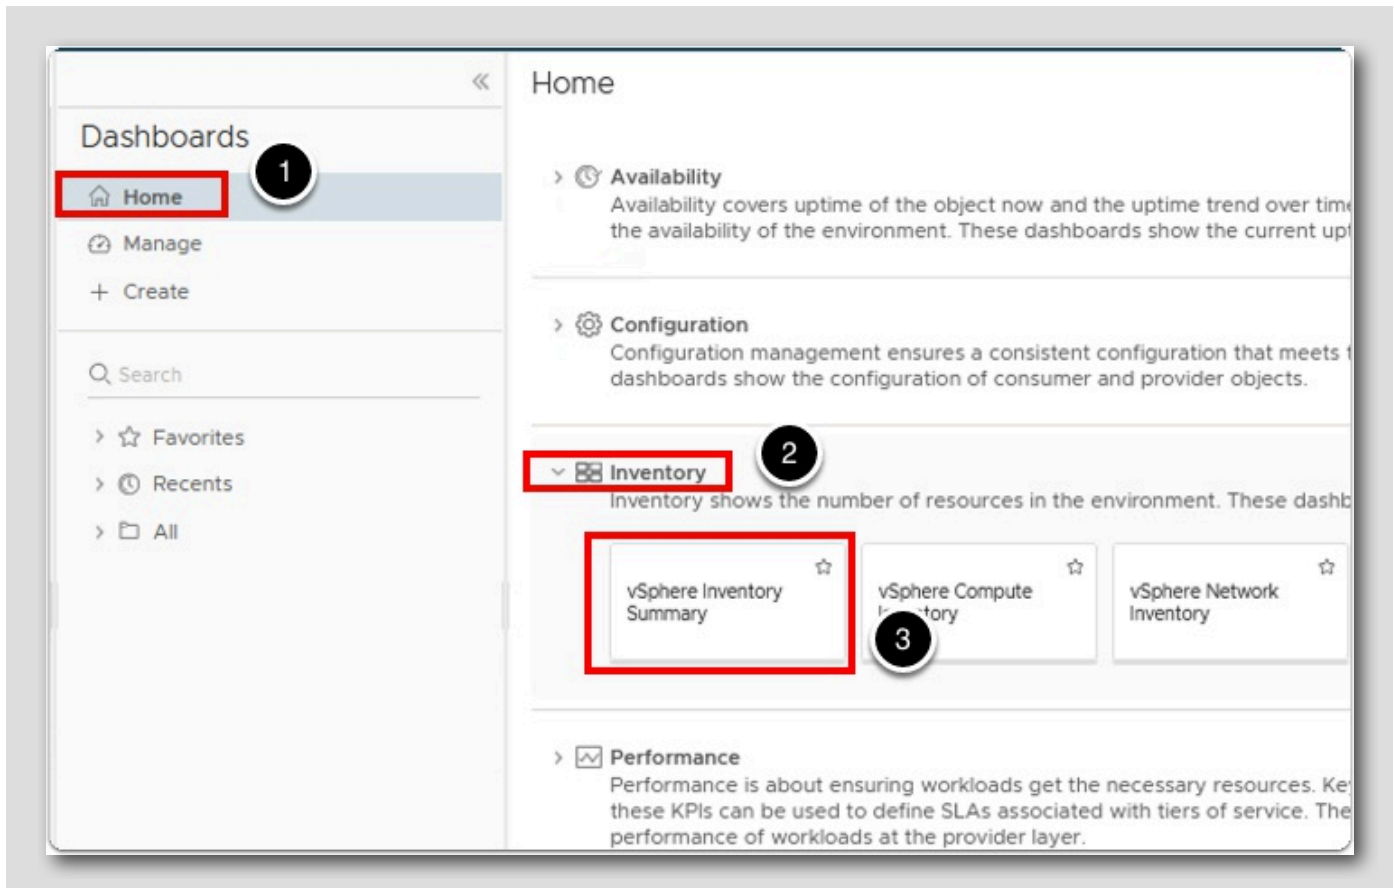 Dashboards
1
Home
Manage
+ Create
Search
Favorites
Recents
All
Home
Availability
Availability covers uptime of the object now and the uptime trend over time
the availability of the environment. These dashboards show the current
Configuration
Configuration management ensures a consistent configuration that meets
dashboards show the configuration of consumer and provider objects.
2
Inventory
Inventory shows the number of resources in the environment. These
vSphere Inventory
Summary
vSphere Compute
3
vSphere Network
Inventory
Performance
Performance is about ensuring workloads get the necessary resources.
these KPIs can be used to define SLAs associated with tiers of service. The
performance of workloads at the provider layer.